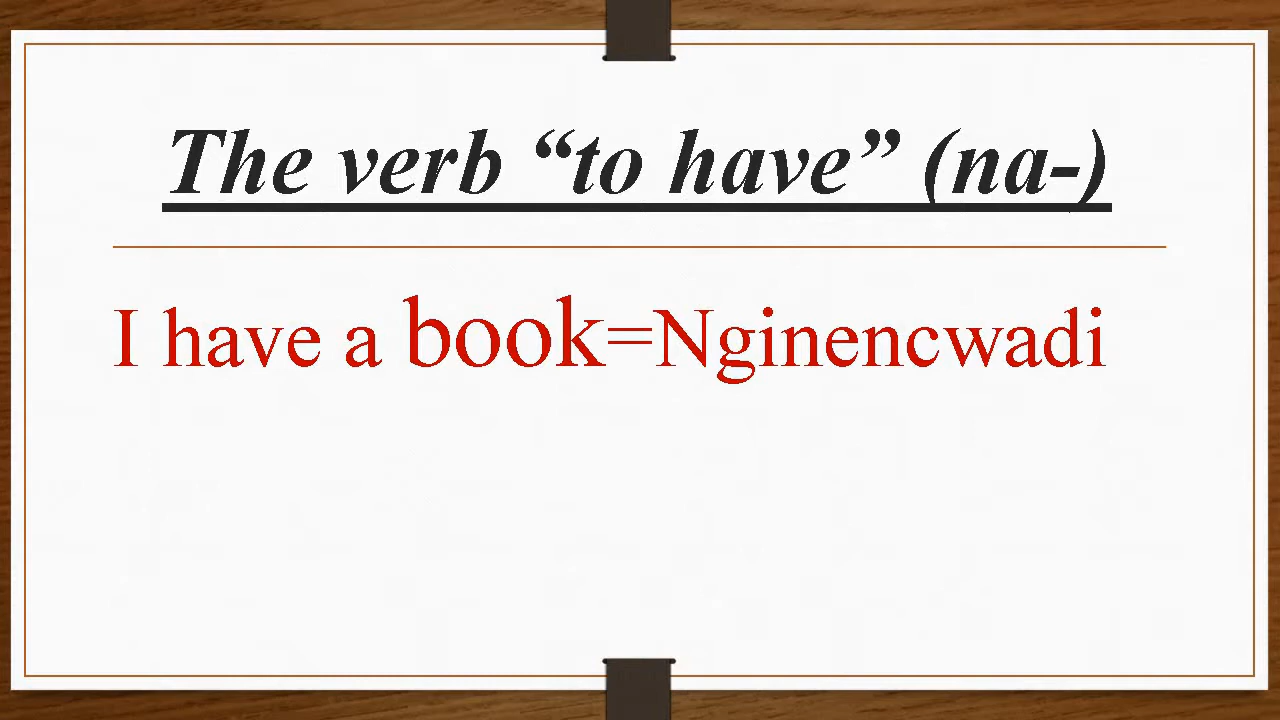 The verb “to have” (na-)
I have a book=Nginencwadi